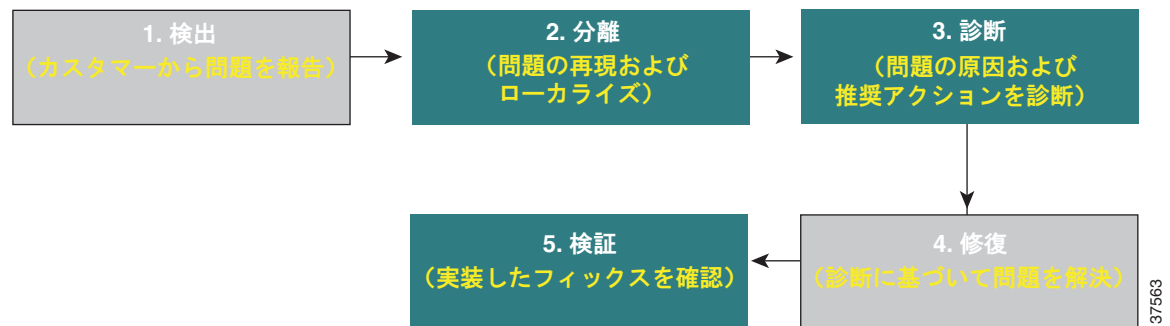 1. 検出
（カスタマーから問題を報告）
2. 分離
（問題の再現および
ローカライズ）
3. 診断
（問題の原因および
推奨アクションを診断）
4. 修復
（診断に基づいて問題を解決）
5. 検証
（実装したフィックスを確認）
37563